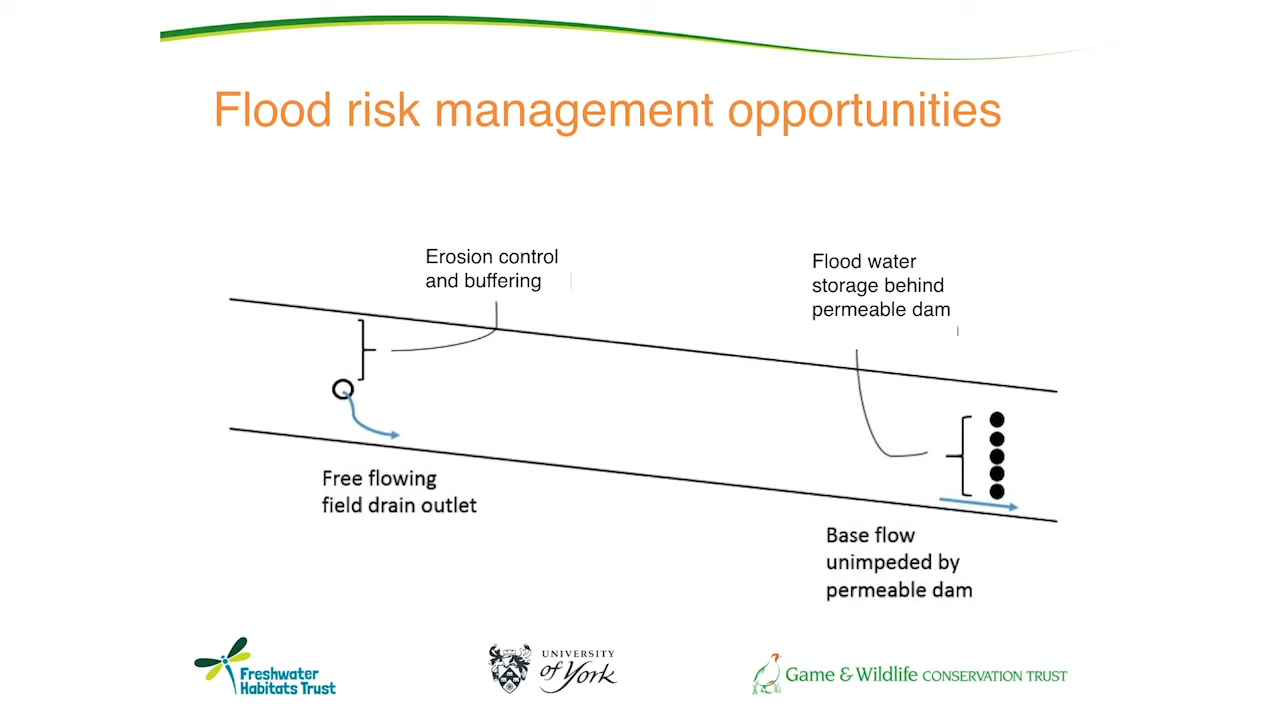 Flood risk management opportunities
Erosion control
and buffering
Flood water
storage behind
permeable dam
Free flowing
field drain outlet
Base flow
unimpeded by
permeable dam
Freshwater
Habitats Trust
UNIVERSITY
of York
Game & Wildlife CONSERVATION TRUST